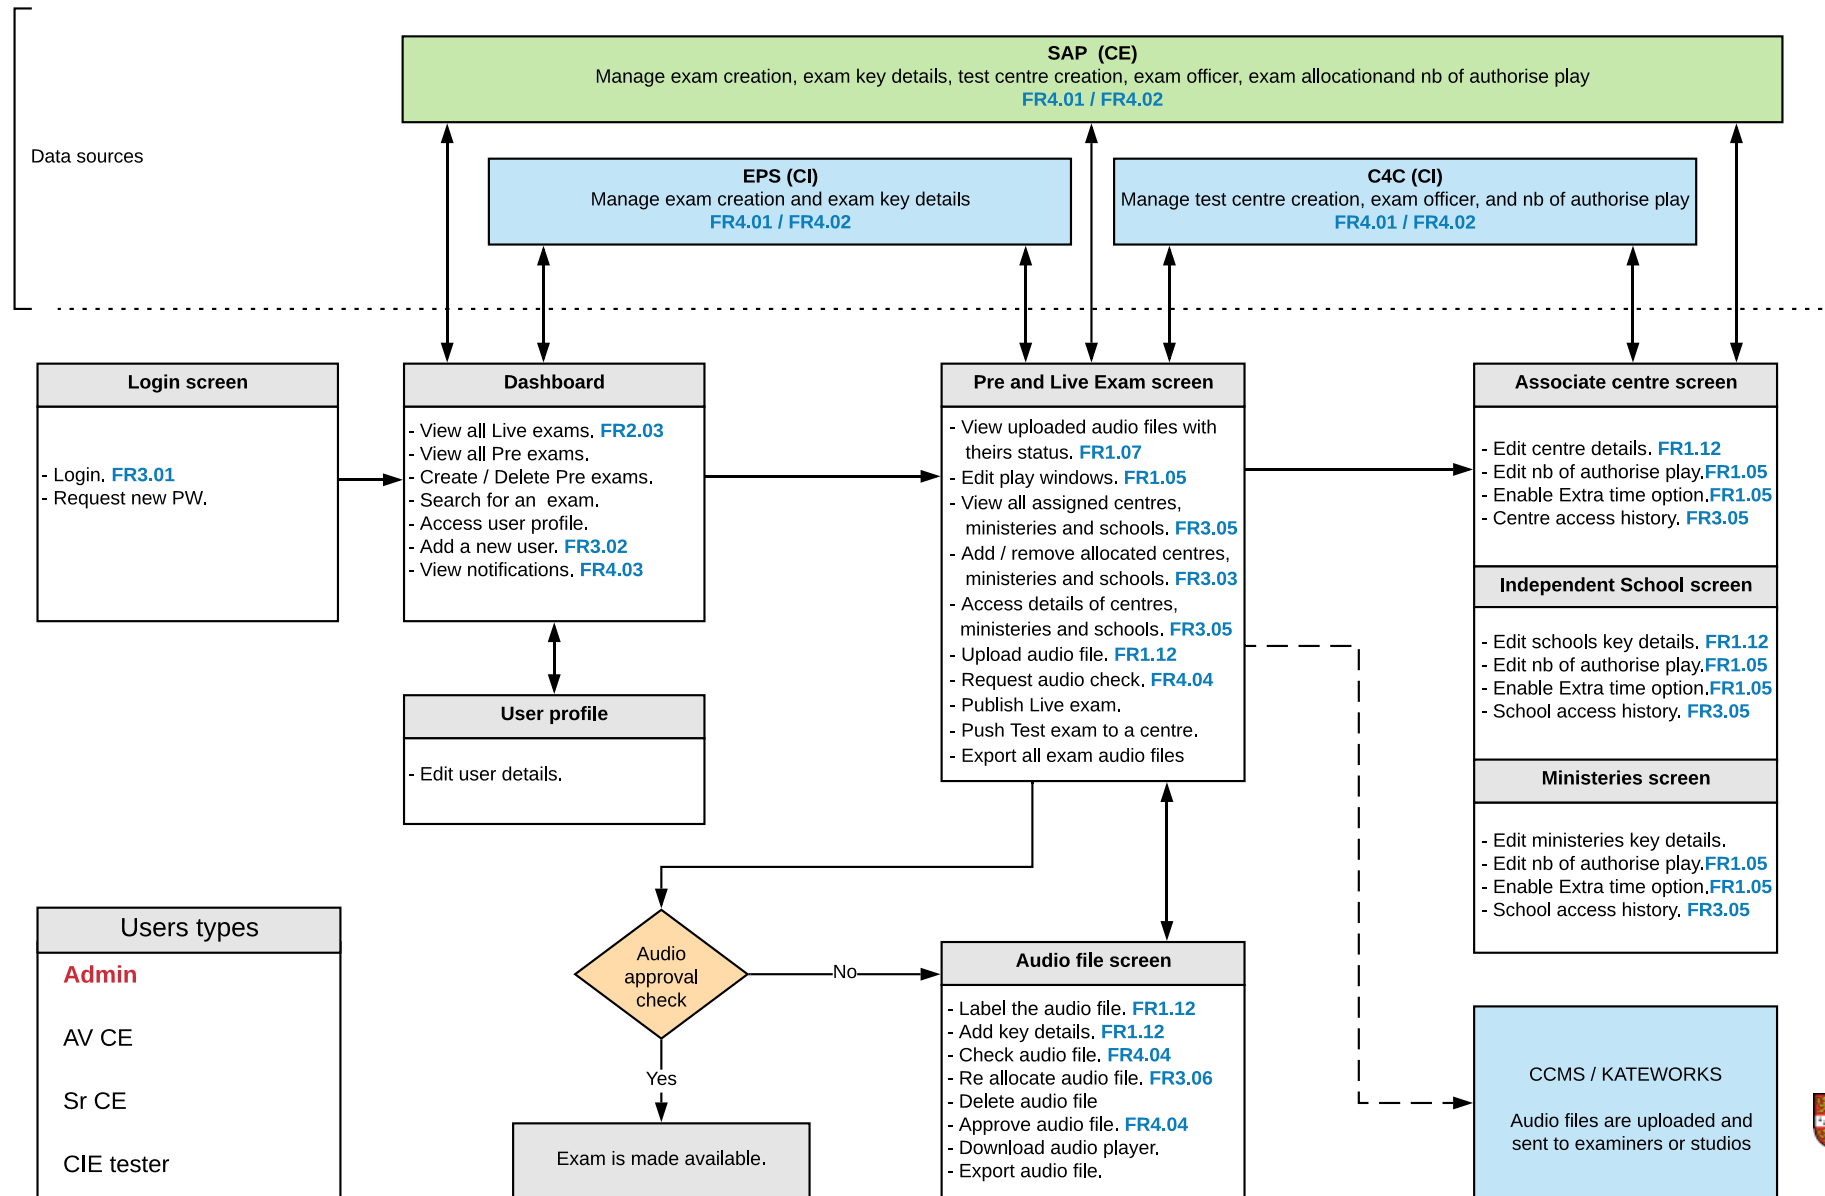 SAP  (CE)
Manage exam creation, exam key details, test centre creation, exam officer, exam allocationand nb of authorise play
FR4.01 / FR4.02
Data sources
EPS (CI)
Manage exam creation and exam key details
FR4.01 / FR4.02
C4C (CI)
Manage test centre creation, exam officer, and nb of authorise play
FR4.01 / FR4.02
Login screen
- Login. FR3.01
- Request new PW.
Dashboard
- View all Live exams. FR2.03
- View all Pre exams.
- Create / Delete Pre exams.
- Search for an  exam.
- Access user profile.
- Add a new user. FR3.02
- View notifications. FR4.03
User profile
- Edit user details.
Pre and Live Exam screen
- View uploaded audio files with
theirs status. FR1.07
- Edit play windows. FR1.05
- View all assigned centres,
ministeries and schools. FR3.05
- Add / remove allocated centres,
ministeries and schools. FR3.03
- Access details of centres,
ministeries and schools. FR3.05
- Upload audio file. FR1.12
- Request audio check. FR4.04
- Publish Live exam.
- Push Test exam to a centre.
- Export all exam audio files
Associate centre screen
- Edit centre details. FR1.12
- Edit nb of authorise play.FR1.05
- Enable Extra time option.FR1.05
- Centre access history. FR3.05
Independent School screen
- Edit schools key details. FR1.12
- Edit nb of authorise play.FR1.05
- Enable Extra time option.FR1.05
- School access history. FR3.05
Ministeries screen
- Edit ministeries key details.
- Edit nb of authorise play.FR1.05
- Enable Extra time option.FR1.05
- School access history. FR3.05
Users types
Admin
AV CE
Sr CE
CIE tester
Audio
approval
check
No
Yes
Exam is made available.
Audio file screen
- Label the audio file. FR1.12
- Add key details. FR1.12
- Check audio file. FR4.04
- Re allocate audio file. FR3.06
- Delete audio file
- Approve audio file. FR4.04
- Download audio player.
- Export audio file.
CCMS / KATEWORKS
Audio files are uploaded and
sent to examiners or studios